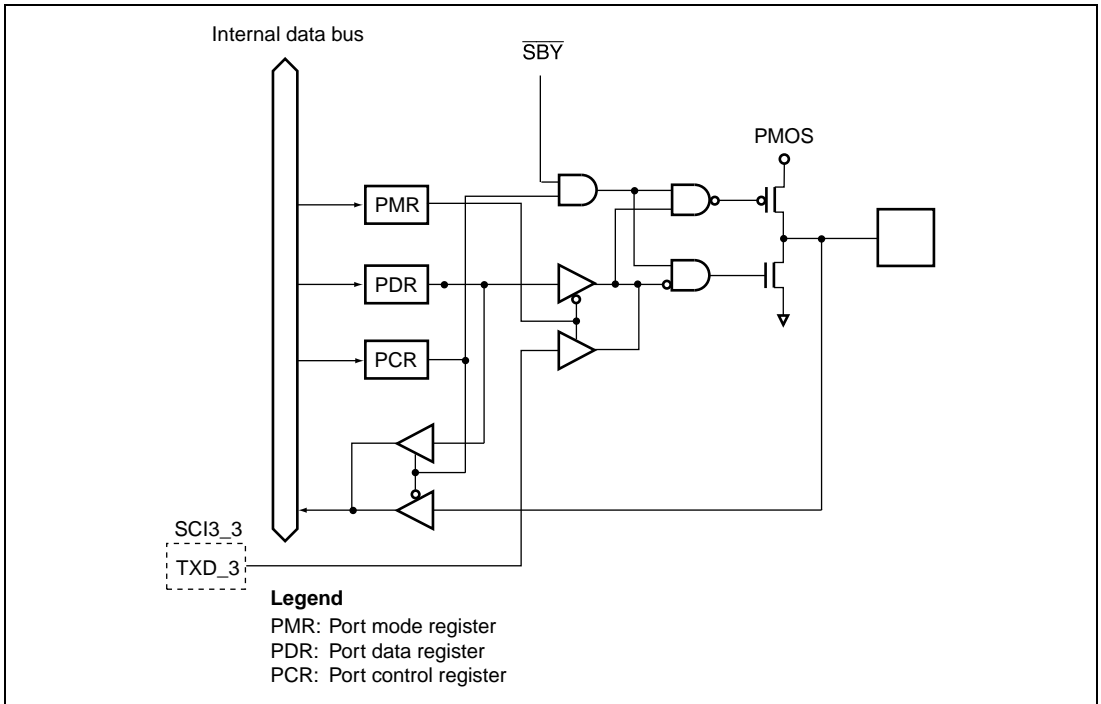 Internal data bus
SBY
PMOS
PMR
PDR
PCR
SCI3_3
TXD_3
Legend
PMR: Port mode register
PDR: Port data register
PCR: Port control register